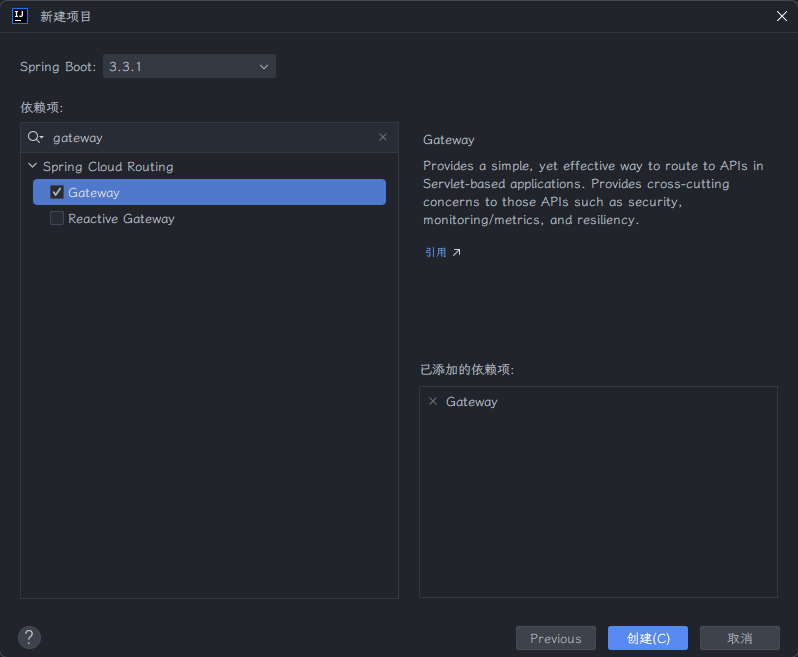 IJ
新建项目
Spring Boot:
3.3.1
依赖项:
gateway
Spring Cloud Routing
Gateway
Reactive Gateway
Gateway
Provides a simple, yet effective way to route to APIs in
Servlet-based applications. Provides cross-cutting
concerns to those APIs such as security,
monitoring/metrics, and resiliency.
引用
已添加的依赖项:
Gateway
?
Previous
创建(C)
取消